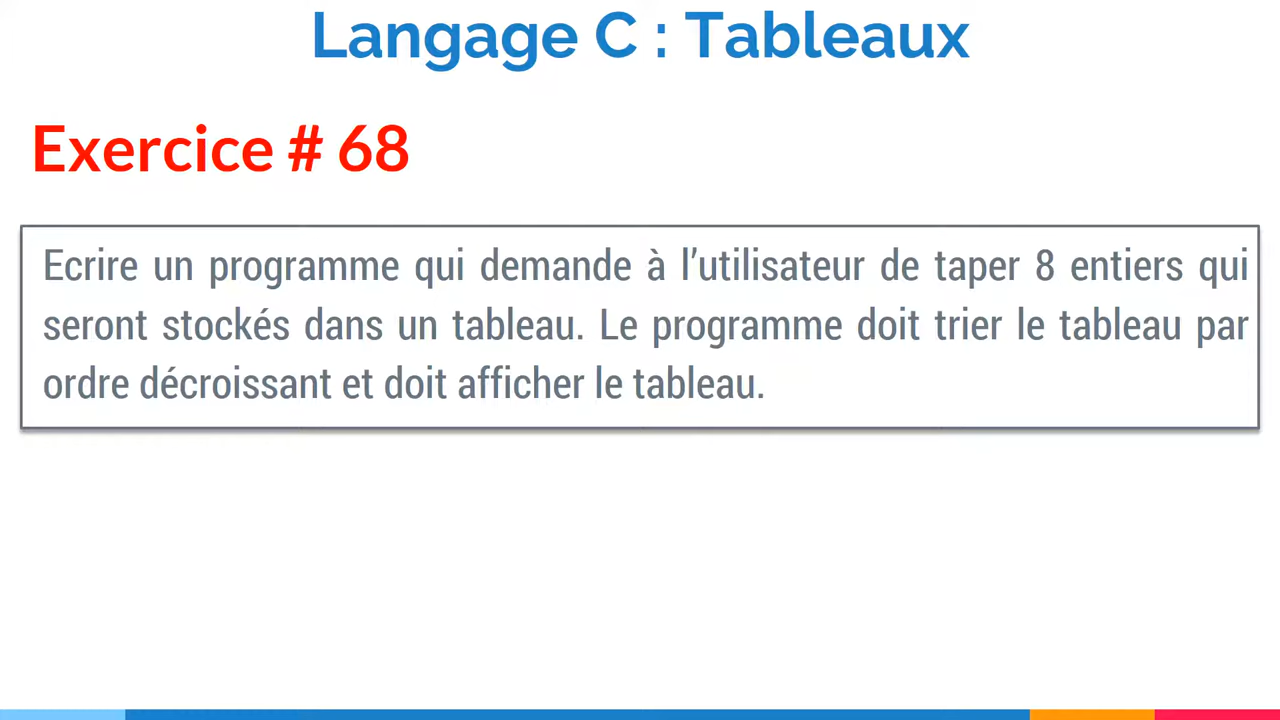 Langage C : Tableaux
Exercice # 68
Ecrire un programme qui demande à l’utilisateur de taper 8 entiers qui
seront stockés dans un tableau. Le programme doit trier le tableau par
ordre décroissant et doit afficher le tableau.